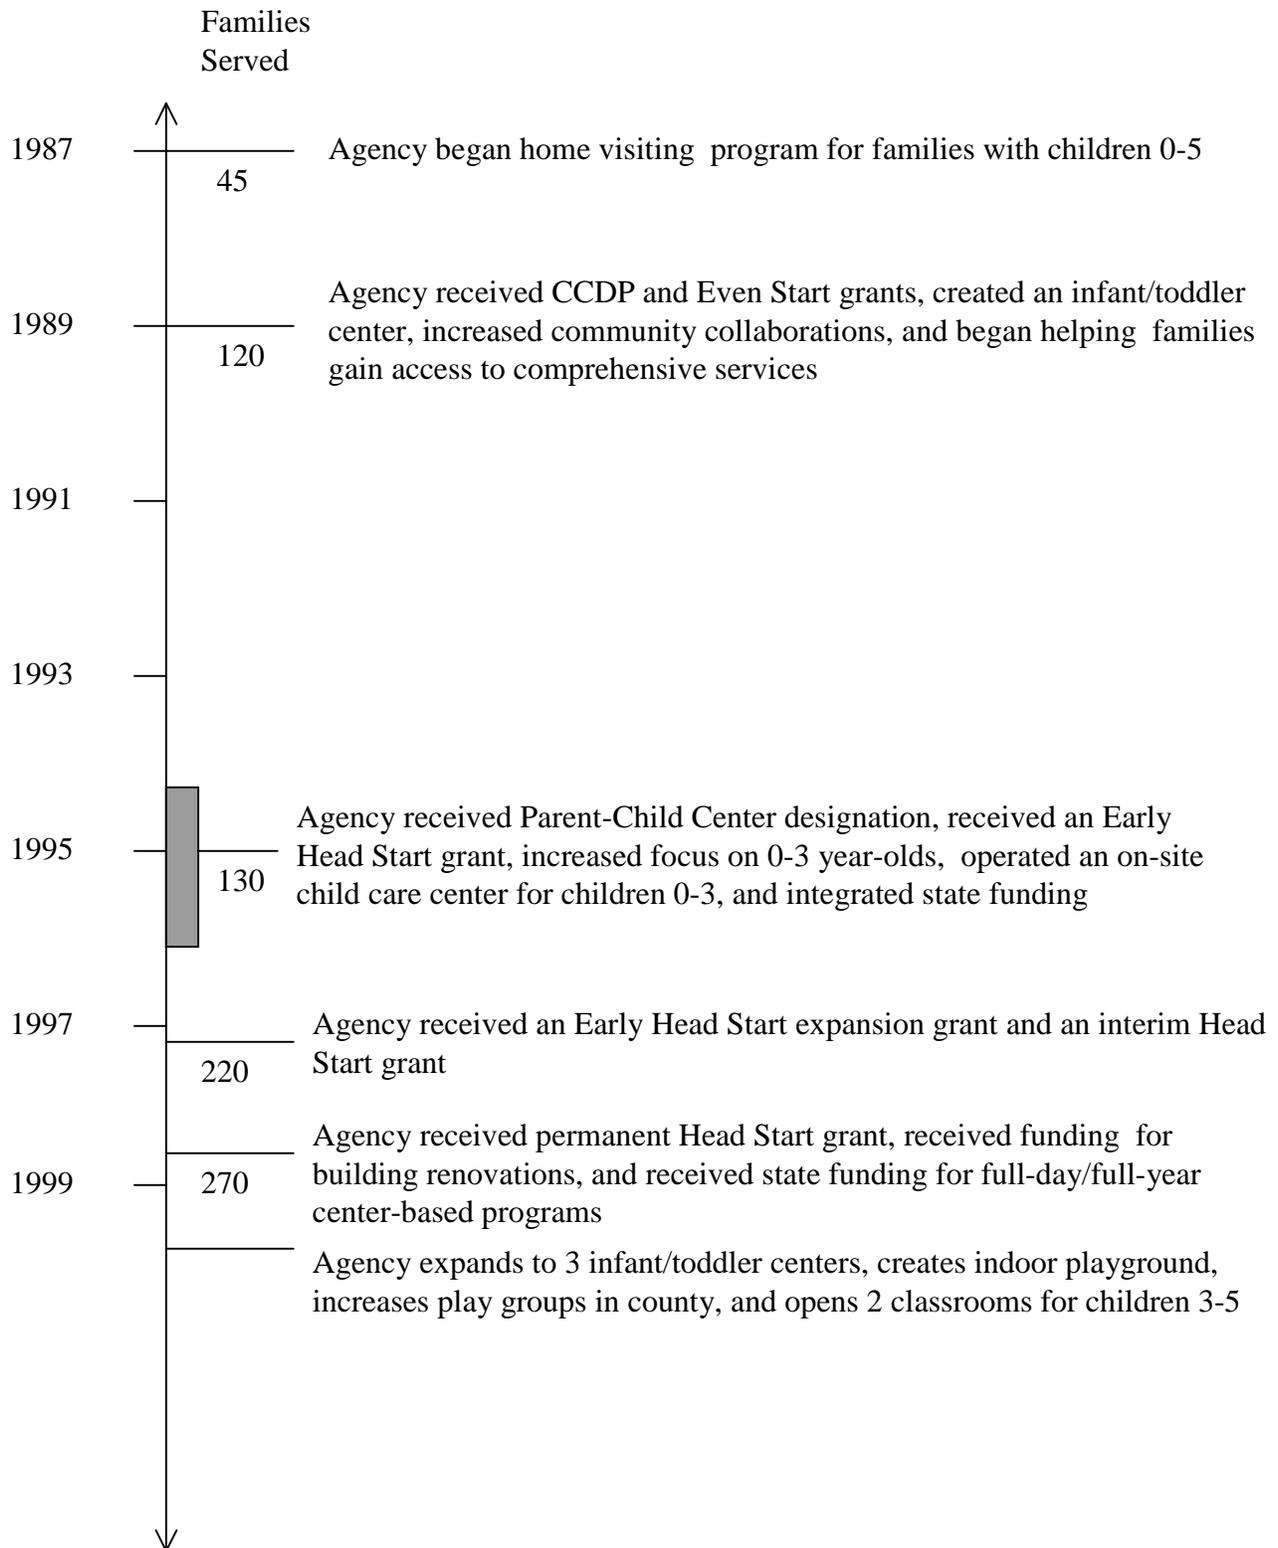 Families
Served
1987
Agency began home visiting program for families with children 0-5
45
Agency received CCDP and Even Start grants, created an infant/toddler
1989
center, increased community collaborations, and began helping families
120
gain access to comprehensive services
1991
1993
Agency received Parent-Child Center designation, received an Early
1995
Head Start grant, increased focus on 0-3 year-olds, operated an on-site
130
child care center for children 0-3, and integrated state funding
1997
Agency received an Early Head Start expansion grant and an interim Head
220
Start grant
Agency received permanent Head Start grant, received funding for
1999
270
building renovations, and received state funding for full-day/full-year
center-based programs
Agency expands to 3 infant/toddler centers, creates indoor playground,
increases play groups in county, and opens 2 classrooms for children 3-5